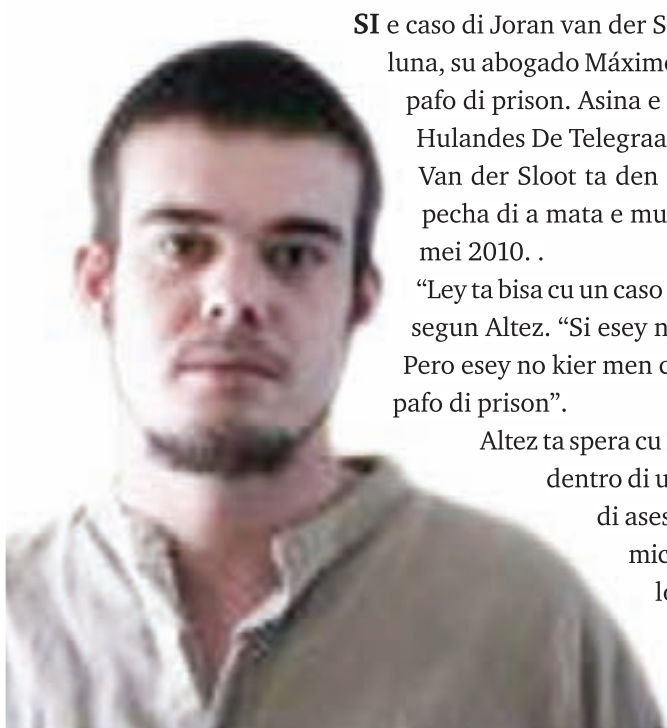 SI e caso di Joran van der S
luna, su abogado Máxim
pafo di prison. Asina e
Hulandes De Telegraa
Van der Sloot ta den
pecha di a mata e mu
mei 2010. .
“Ley ta bisa cu un caso
segun Altez. “Si esey n
Pero esey no kier men c
pafo di prison”.
Altez ta spera cu
dentro di u
di ases
mic
lo